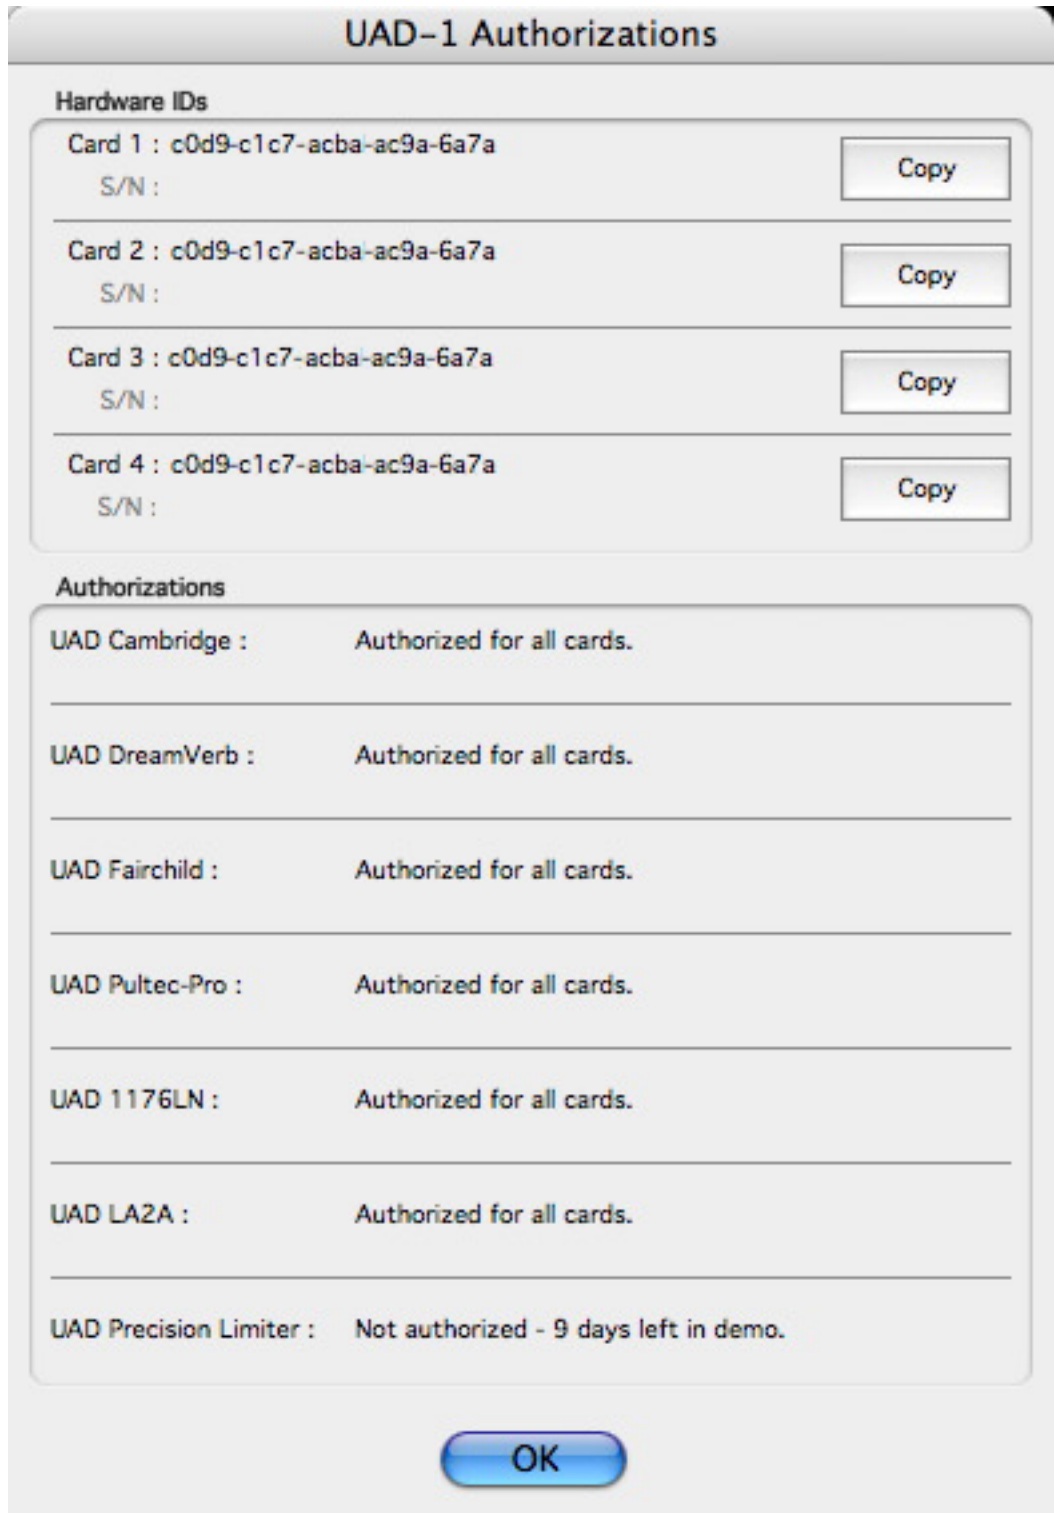 UAD-1 Authorizations
Hardware IDs
Card 1 : c0d9-c1c7-acba-ac9a-6a7a
Copy
S/N :
Card 2 : c0d9-c1c7-acba-ac9a-6a7a
Copy
S/N :
Card 3 : c0d9-c1c7-acba-ac9a-6a7a
Copy
S/N :
Card 4 : c0d9-c1c7-acba-ac9a-6a7a
Copy
S/N :
Authorizations
UAD Cambridge : Authorized for all cards.
UAD DreamVerb : Authorized for all cards.
UAD Fairchild : Authorized for all cards.
UAD Pultec-Pro : Authorized for all cards.
UAD 1176LN : Authorized for all cards.
UAD LA2A : Authorized for all cards.
UAD Precision Limiter : Not authorized - 9 days left in demo.
OK